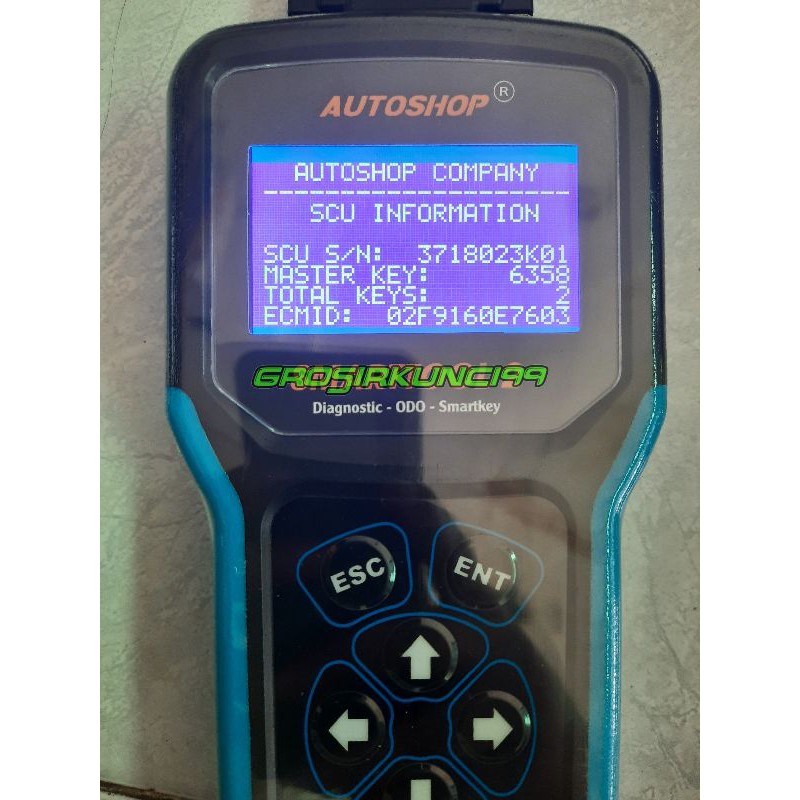 AUTOSHOP®
AUTOSHOP COMPANY
SCU INFORMATION
SCU S/N: 3718023K01
MASTER KEY: 6358
TOTAL KEYS: 2
ECMID: 02F9160E7603
GROSIRKUNCI99
Diagnostic - ODO - Smartkey
ESC
ENT